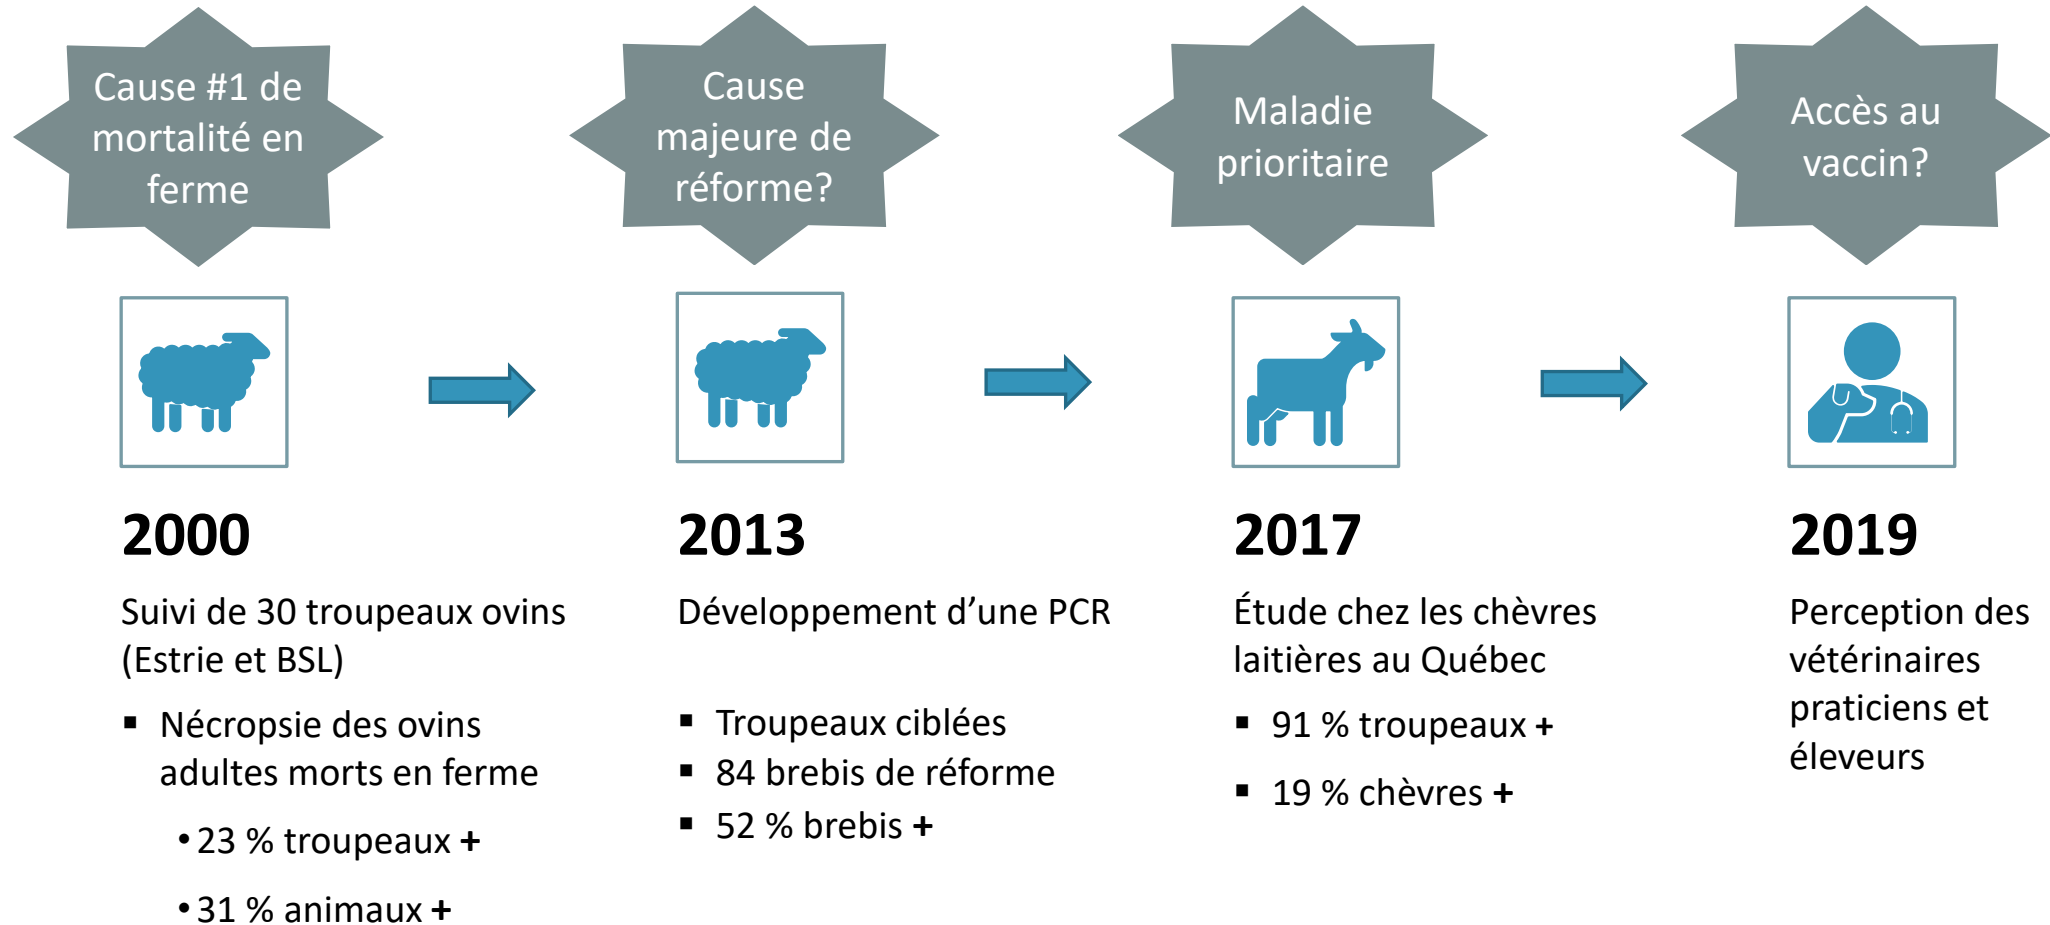 Cause #1 de
mortalité en
ferme
Cause
majeure de
réforme?
Maladie
prioritaire
Accès au
vaccin?
2000
Suivi de 30 troupeaux ovins
(Estrie et BSL)
▪ Nécropsie des ovins
adultes morts en ferme
• 23 % troupeaux +
• 31 % animaux +
2013
Développement d’une PCR
▪ Troupeaux ciblées
▪ 84 brebis de réforme
▪ 52 % brebis +
2017
Étude chez les chèvres
laitières au Québec
▪ 91 % troupeaux +
▪ 19 % chèvres +
2019
Perception des
vétérinaires
praticiens et
éleveurs